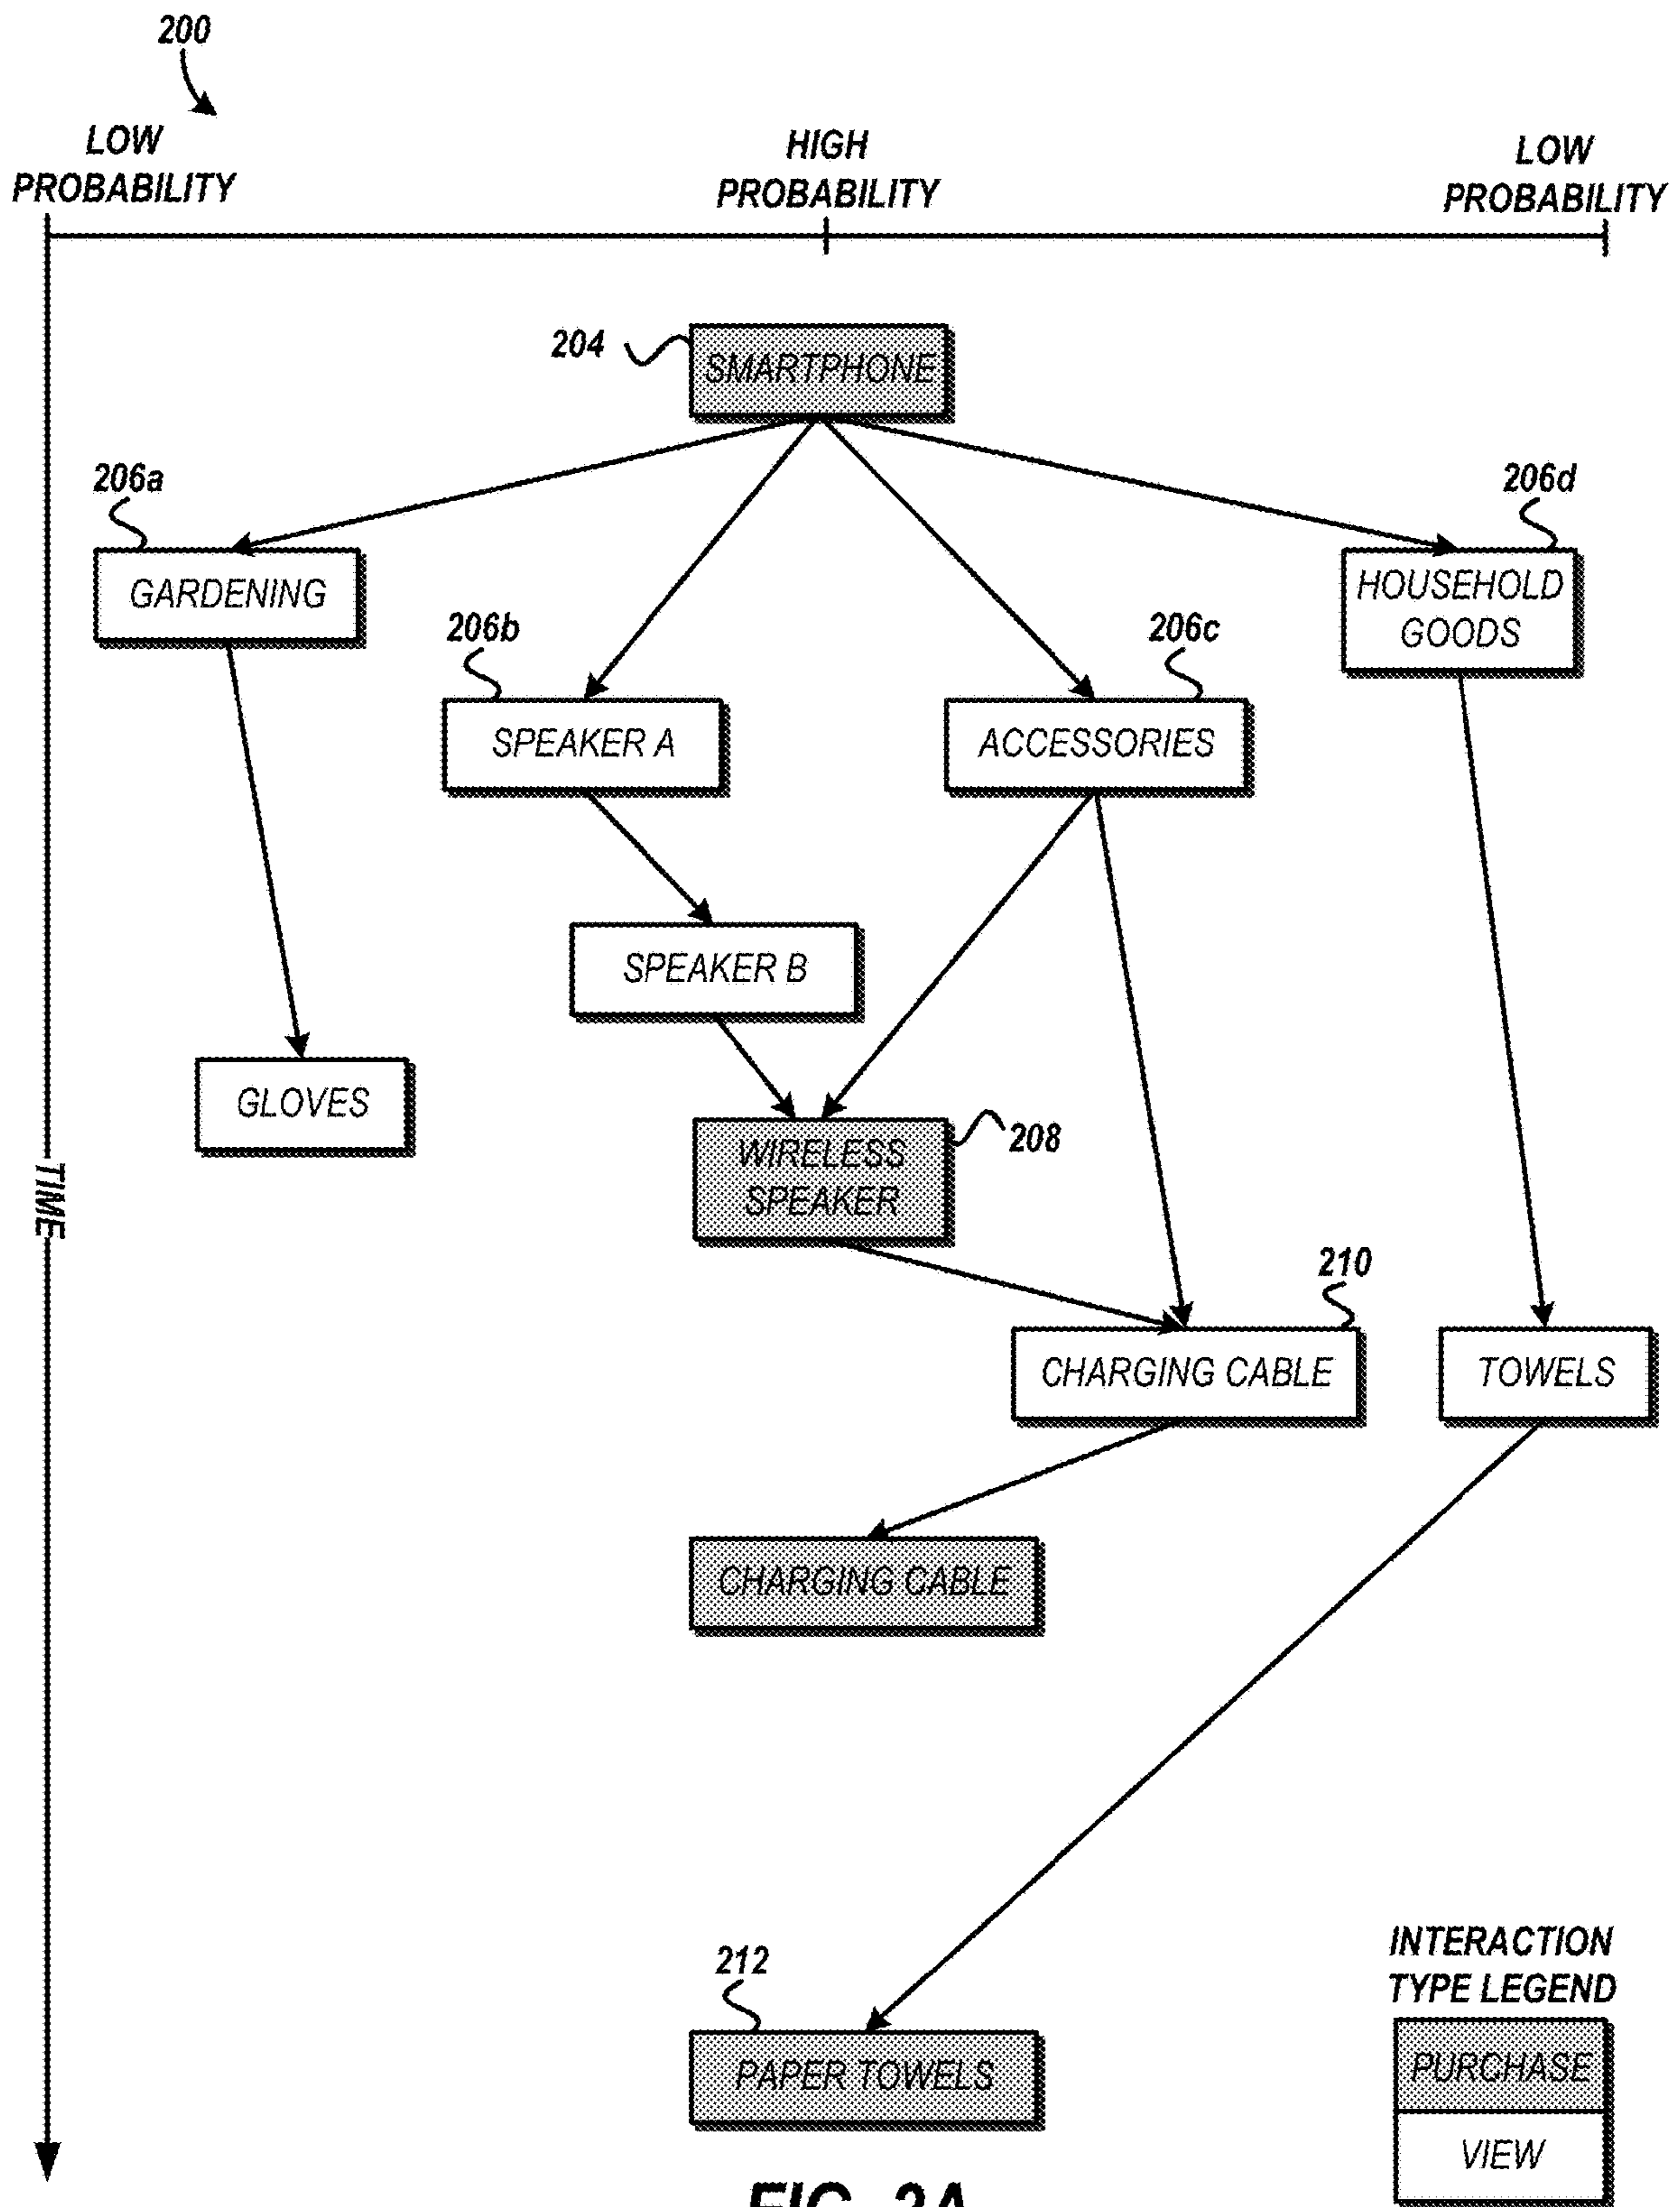 200
LOW
PROBABILITY
HIGH
PROBABILITY
LOW
PROBABILITY
204
SMARTPHONE
206a
206d
GARDENING
HOUSEHOLD
GOODS
206b
206c
SPEAKER A
ACCESSORIES
SPEAKER B
GLOVES
WIRELESS
SPEAKER
208
TIME
210
CHARGING CABLE
TOWELS
CHARGING CABLE
212
PAPER TOWELS
INTERACTION
TYPE LEGEND
PURCHASE
VIEW